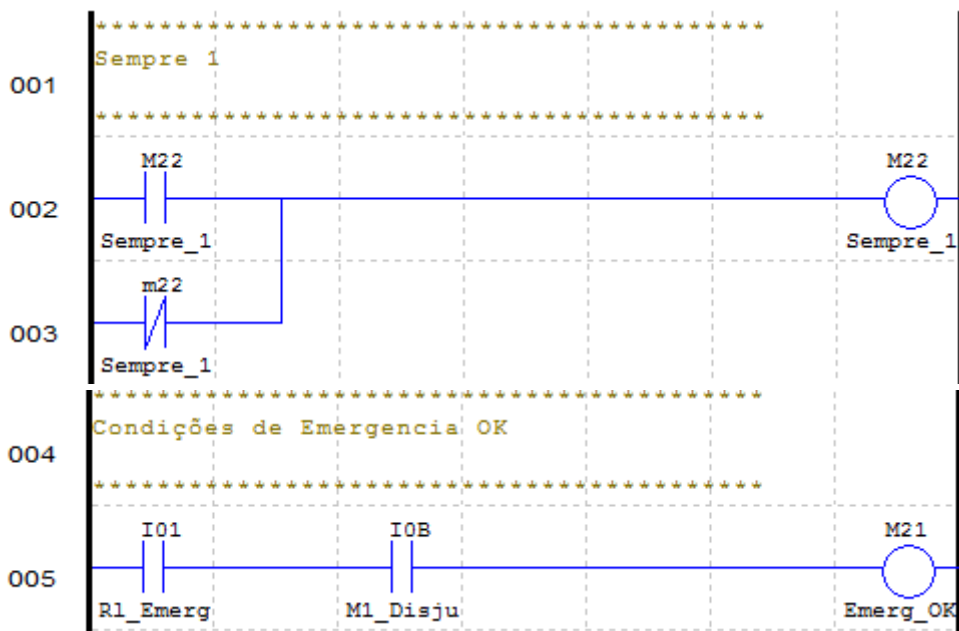 ******************************************
Sempre 1
001
******************************************
M22 M22
002
Sempre_1 Sempre_1
m22
003
Sempre_1
******************************************
Condições de Emergencia OK
004
******************************************
I01 I0B M21
005
R1_Emerg M1_Disju Emerg_OK